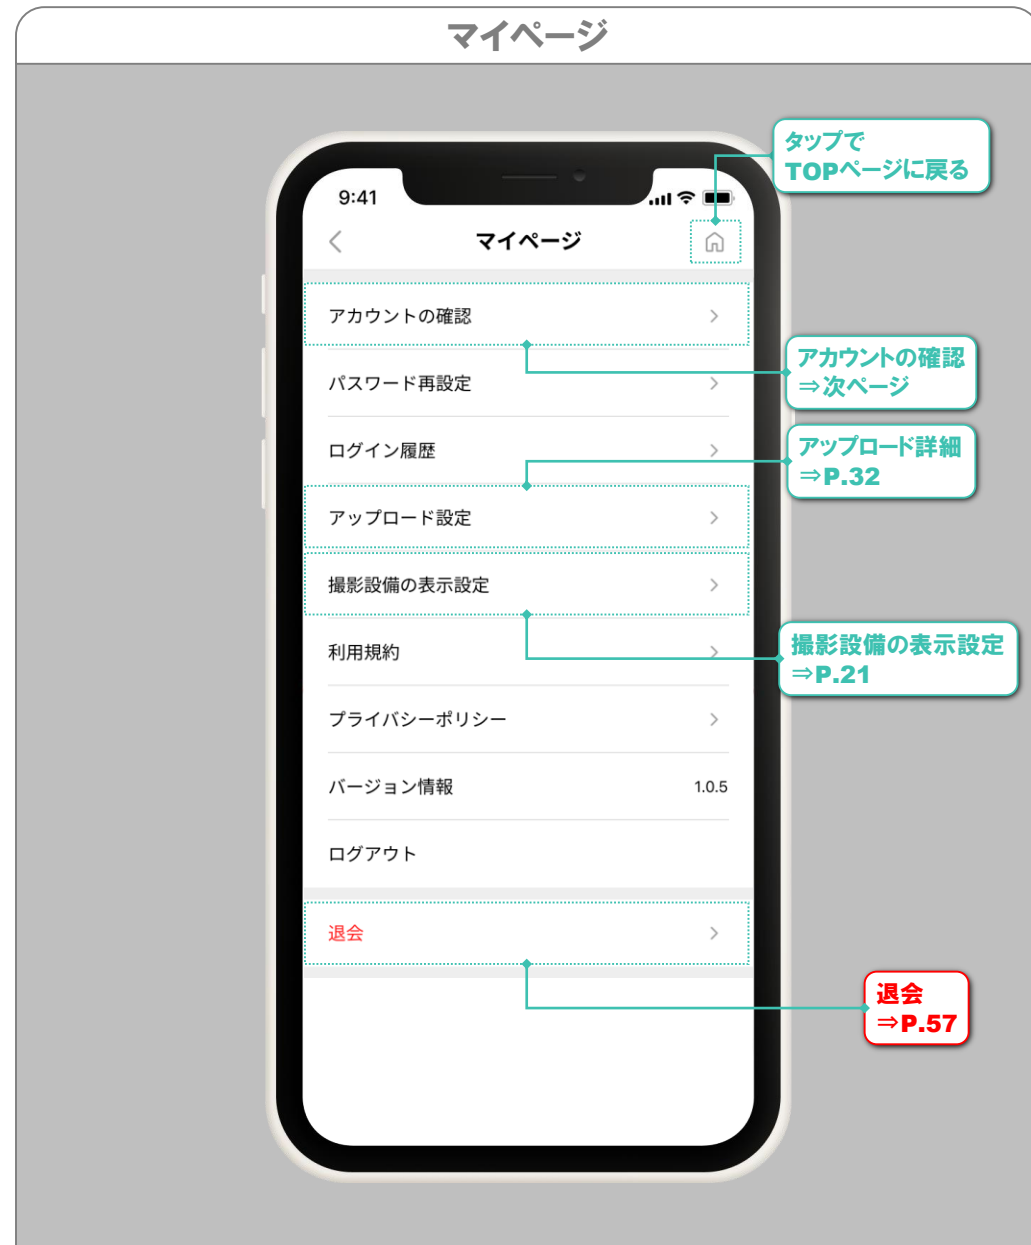 マイページ
タップで
TOPページに戻る
9:41
マイページ
アカウントの確認
アカウントの確認
⇒次ページ
パスワード再設定
ログイン履歴
アップロード詳細
⇒P.32
アップロード設定
撮影設備の表示設定
利用規約
撮影設備の表示設定
⇒P.21
プライバシーポリシー
バージョン情報 1.0.5
ログアウト
退会
退会
⇒P.57